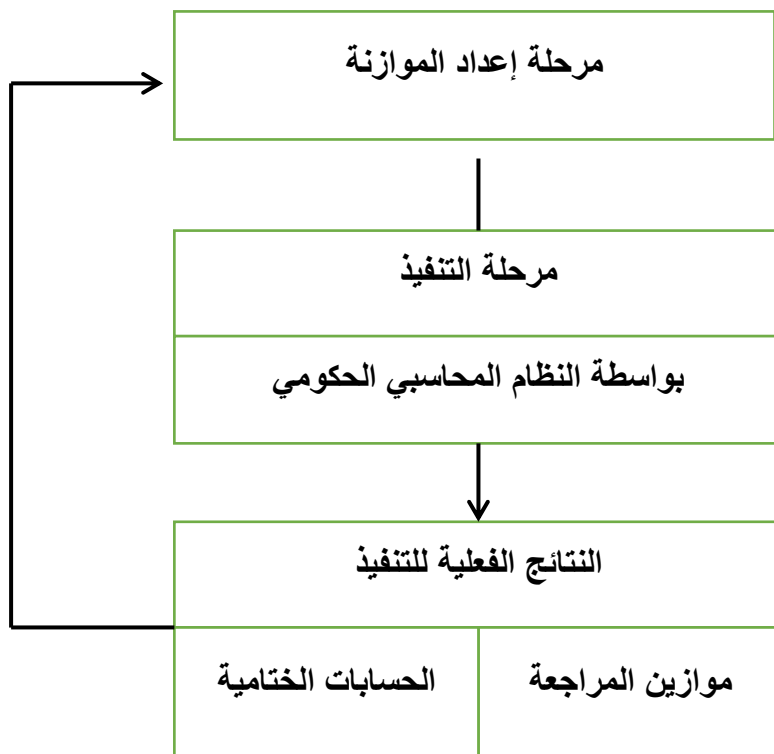 مرحلة إعداد الموازنة
مرحلة التنفيذ
بواسطة النظام المحاسبي الحكومي
النتائج الفعلية للتنفيذ
موازين المراجعة
الحسابات الختامية